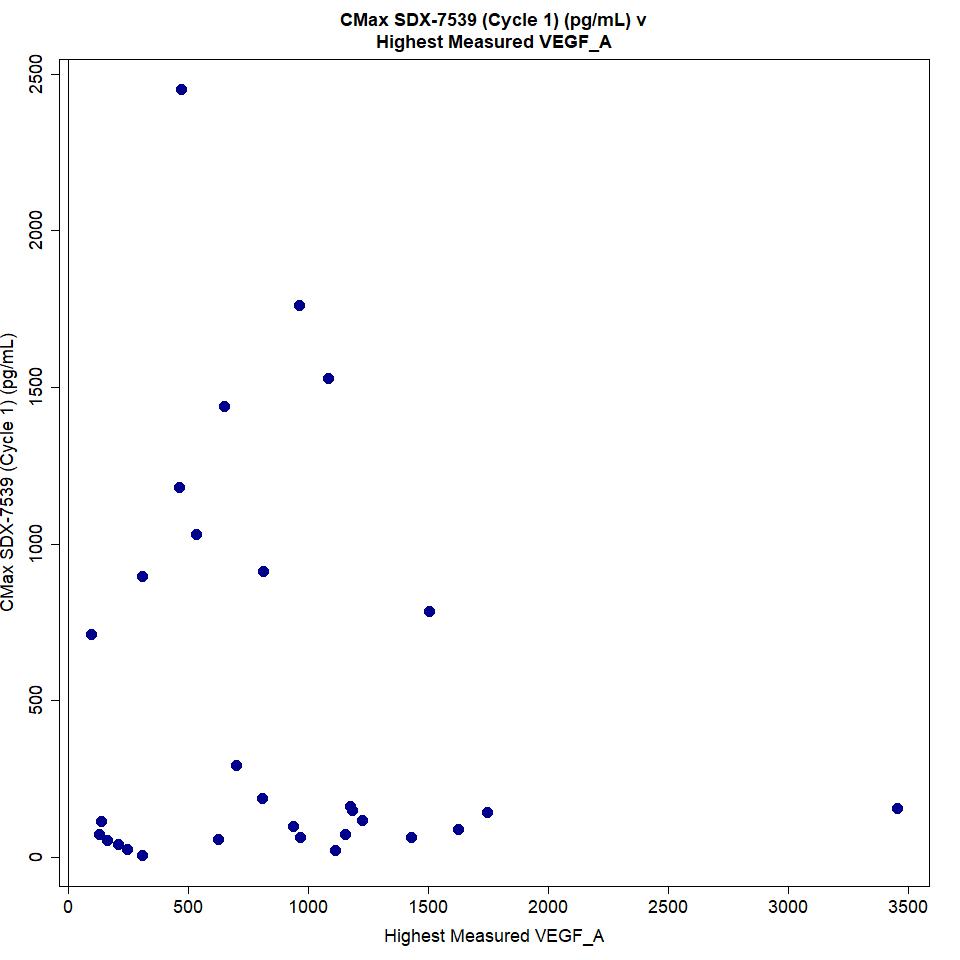 CMax SDX-7539 (Cycle 1) (pg/mL) v
Highest Measured VEGF_A
2500
2000
1500
1000
500
0
CMax SDX-7539 (Cycle 1) (pg/mL)
0 500 1000 1500 2000 2500 3000 3500
Highest Measured VEGF_A